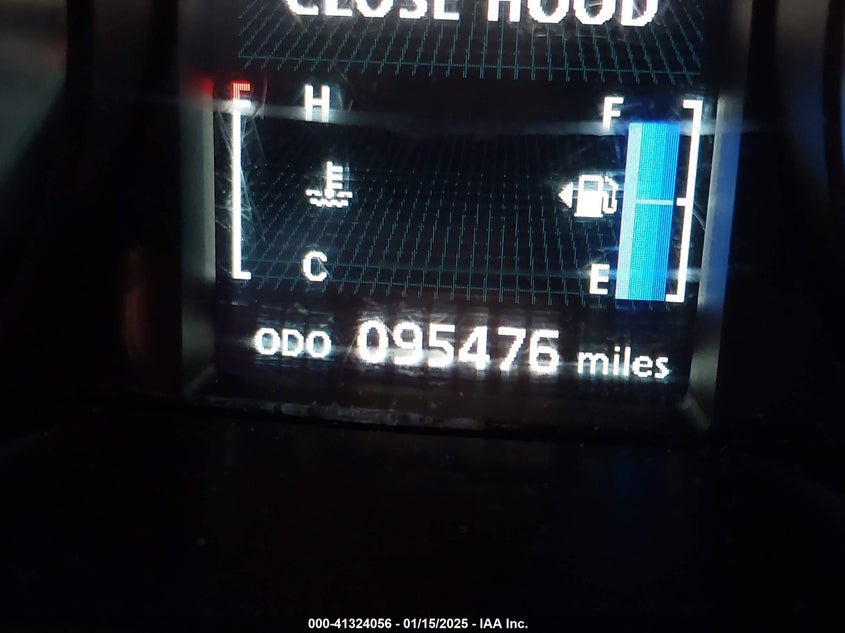 CLOSE HOOD
H F
C E
ODO 095476 miles
000-41324056 - 01/15/2025 - IAA Inc.